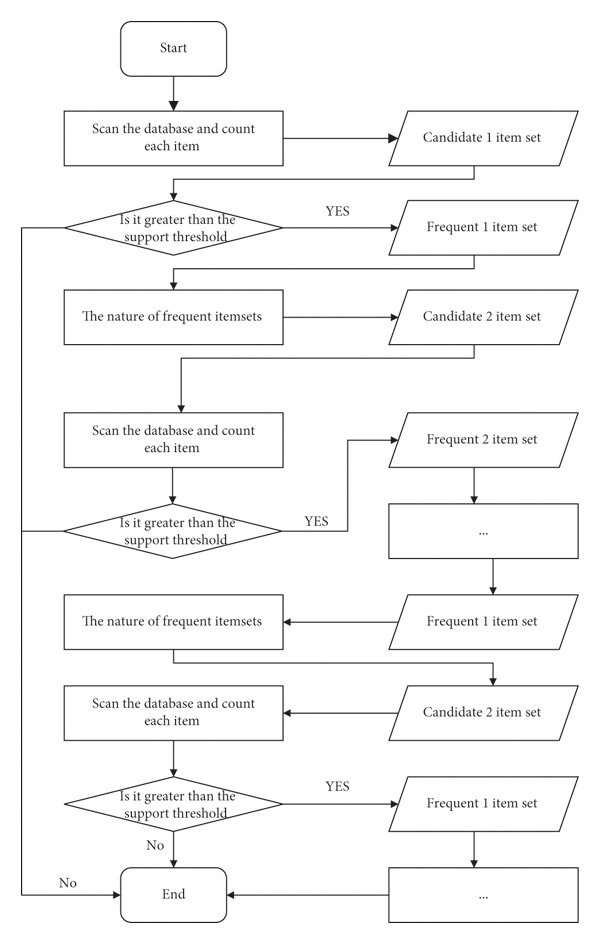 Start
Scan the database and count
each item
Candidate 1 item set
Is it greater than the
support threshold
YES
Frequent 1 item set
The nature of frequent itemsets
Candidate 2 item set
Scan the database and count
each item
Frequent 2 item set
Is it greater than the
support threshold
YES
...
The nature of frequent itemsets
Frequent 1 item set
Scan the database and count
each item
Candidate 2 item set
Is it greater than the
support threshold
YES
Frequent 1 item set
No
No
End
...